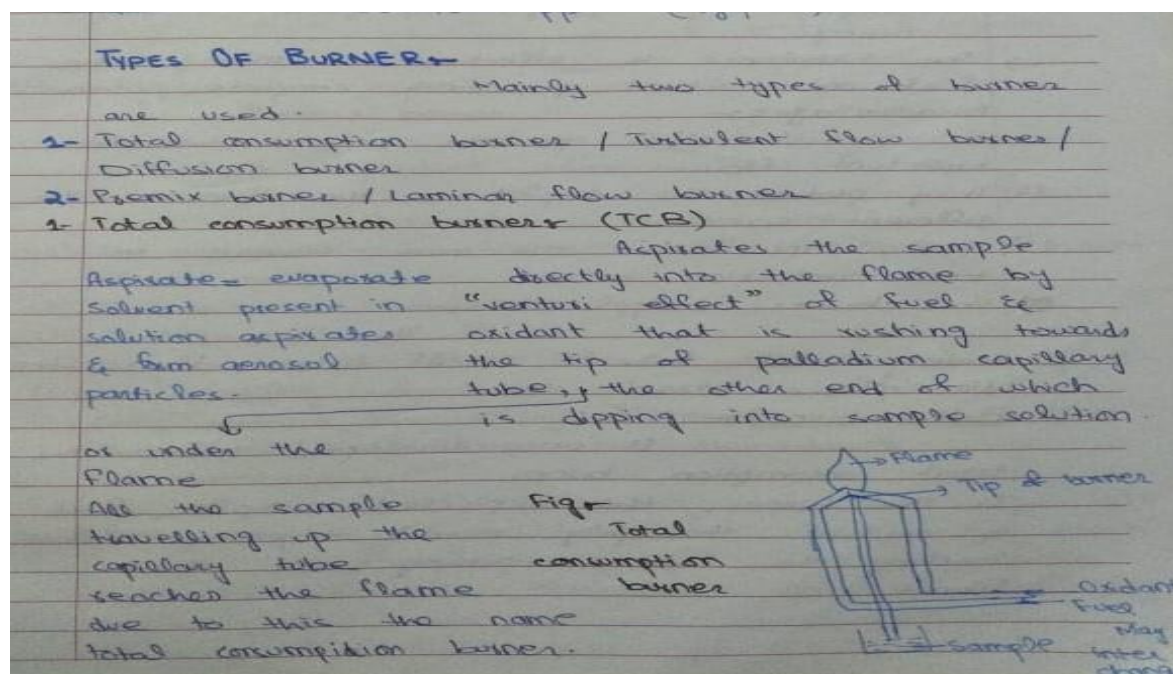 TYPES OF BURNER-
Mainly two types of burner
are used.
1- Total consumption burner / Turbulent flow burner/
Diffusion burner
2- Premix burner / Laminar flow burner
1- Total consumption burner- (TCB)
Aspirates the sample
directly into the flame by
"venturi effect" of fuel &
oxidant that is rushing towards
the tip of palladium capillary
tube, the other end of which
is dipping into sample solution.
Aspirate - evaporate
solvent present in
solution aspirates
& form aerosol
particles.
or under the
flame
All the sample
travelling up the
capillary tube
reaches the flame
due to this the name
total consumpition burner.
Fig-
Total
consumption
burner
Flame
Tip of burner
Oxidan
Fuel
May
inter
chang
Sample